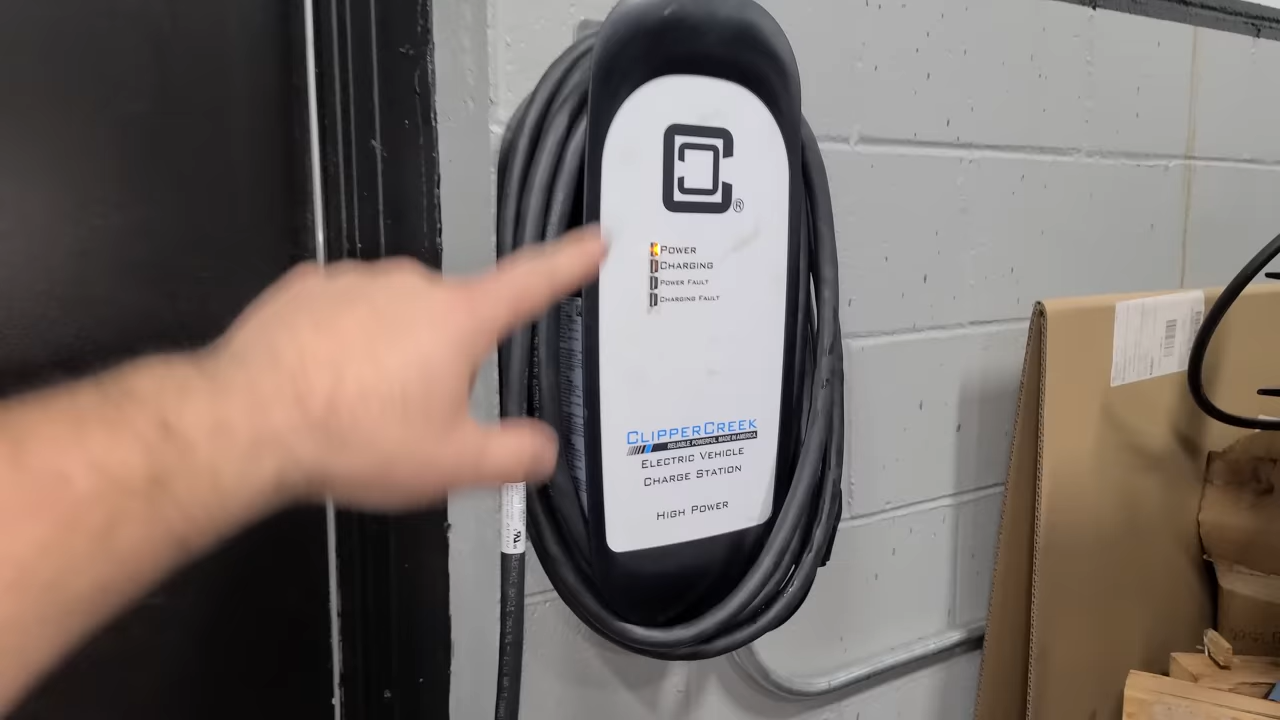 ®
POWER
CHARGING
POWER FAULT
CHARGING FAULT
CLIPPERCREEK
RELIABLE. POWERFUL. MADE IN AMERICA.
ELECTRIC VEHICLE
CHARGE STATION
HIGH POWER